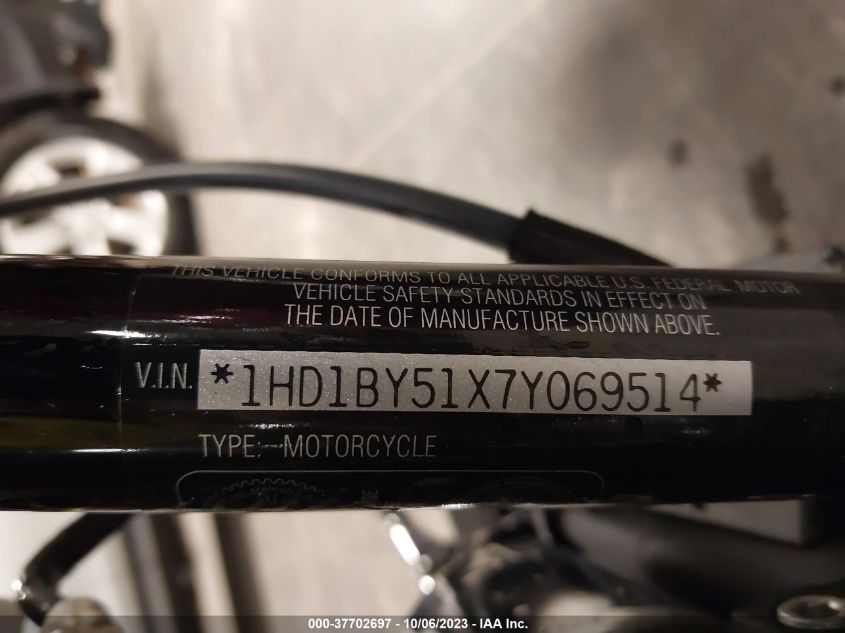 THIS VEHICLE CONFORMS TO ALL APPLICABLE U.S. FEDERAL MOTOR
VEHICLE SAFETY STANDARDS IN EFFECT ON
THE DATE OF MANUFACTURE SHOWN ABOVE.
V.I.N. *1HD1BY51X7Y069514*
TYPE: MOTORCYCLE
000-37702697 - 10/06/2023 - IAA Inc.